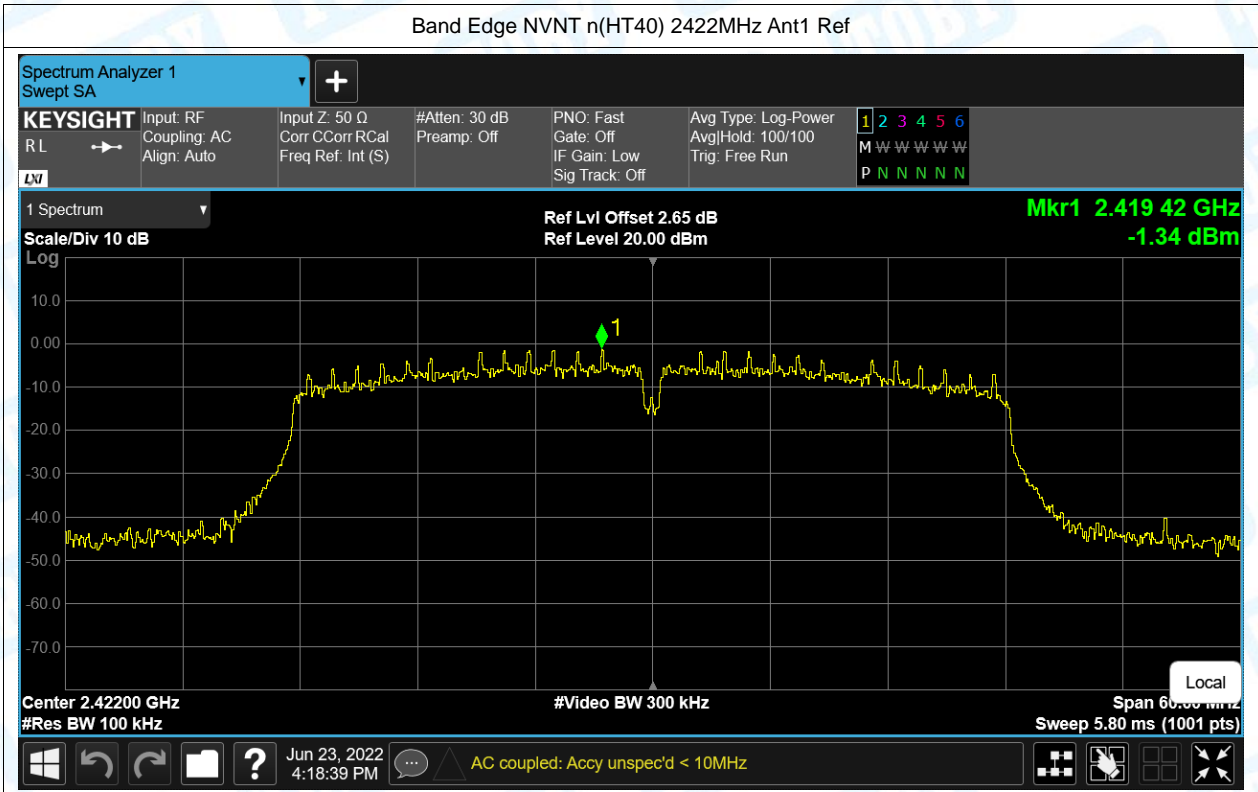 Band Edge NVNT n(HT40) 2422MHz Ant1 Ref
Spectrum Analyzer 1
Swept SA
+
KEYSIGHT
R L
LXI
Input: RF
Coupling: AC
Align: Auto
Input Z: 50 Ω
Corr CCorr RCal
Freq Ref: Int (S)
#Atten: 30 dB
Preamp: Off
PNO: Fast
Gate: Off
IF Gain: Low
Sig Track: Off
Avg Type: Log-Power
Avg|Hold: 100/100
Trig: Free Run
1 2 3 4 5 6
M W W W W W
P N N N N N
1 Spectrum
Scale/Div 10 dB
Log
Ref Lvl Offset 2.65 dB
Ref Level 20.00 dBm
Mkr1 2.419 42 GHz
-1.34 dBm
1
10.0
0.00
-10.0
-20.0
-30.0
-40.0
-50.0
-60.0
-70.0
Center 2.42200 GHz
#Res BW 100 kHz
#Video BW 300 kHz
Local
Span 60.00 MHz
Sweep 5.80 ms (1001 pts)
?
Jun 23, 2022
4:18:39 PM
AC coupled: Accy unspec'd < 10MHz